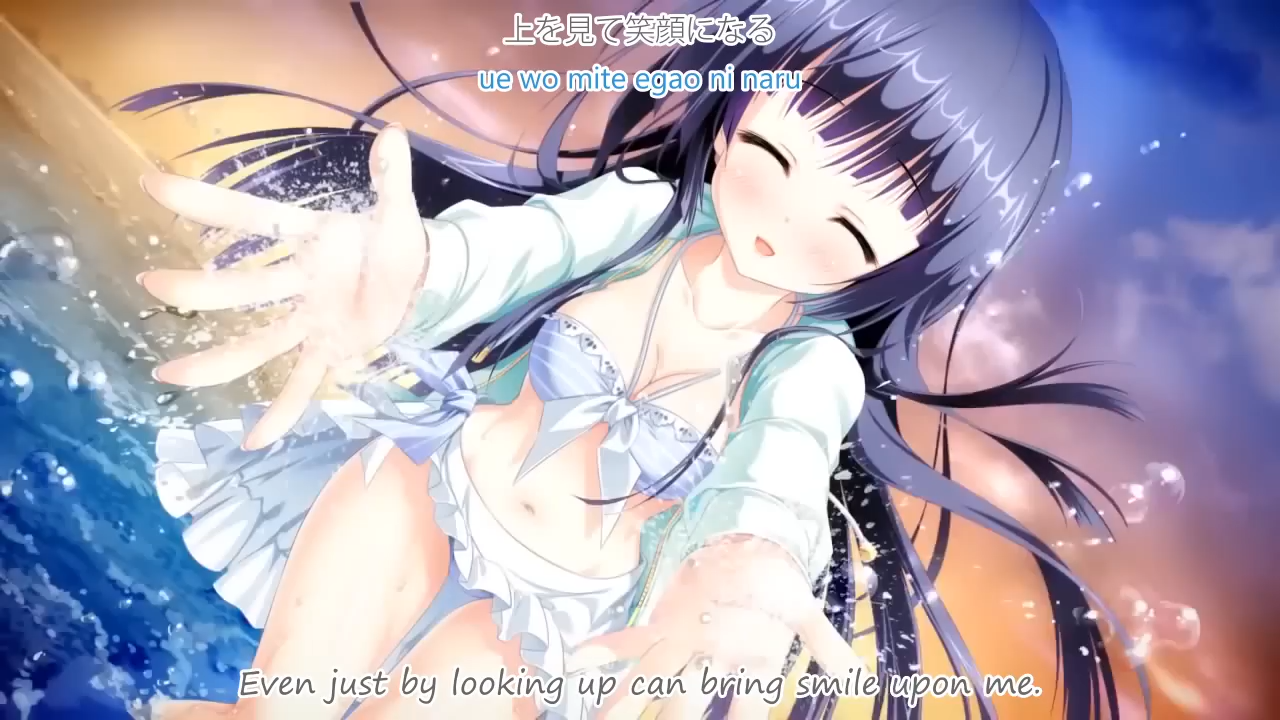 上を見て笑顔になる
ue wo mite egao ni naru
Even just by looking up can bring smile upon me.